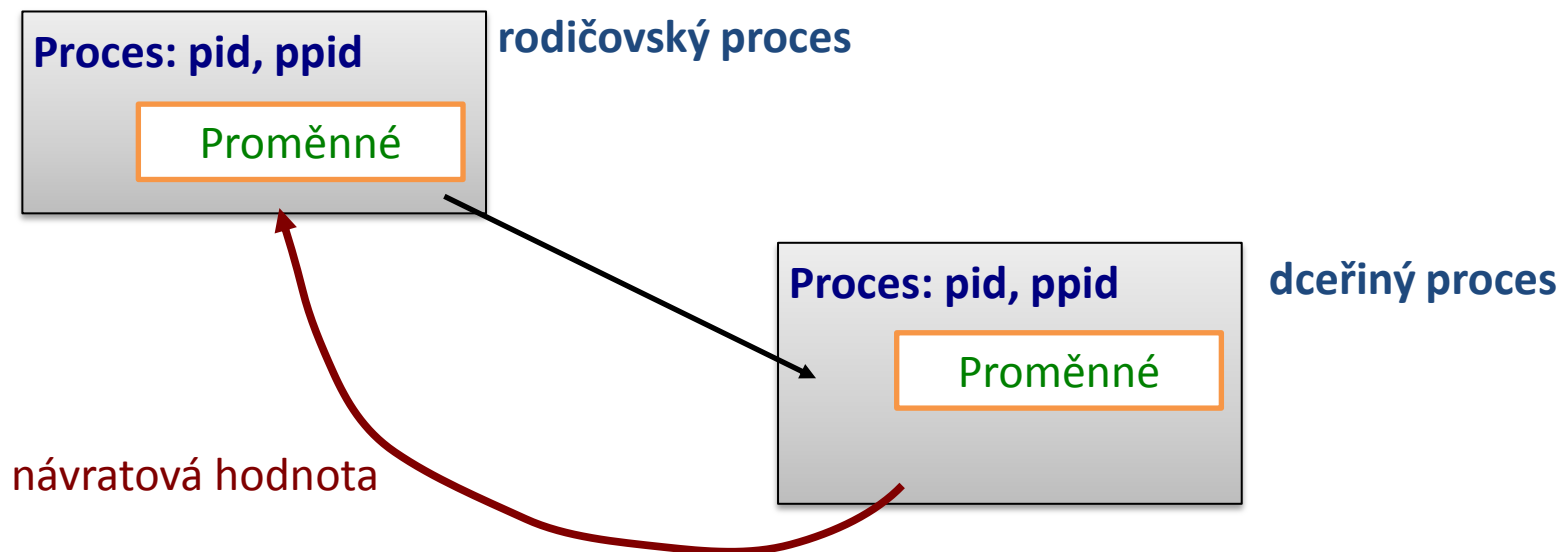 Proces: pid, ppid
rodičovský proces
Proměnné
Proces: pid, ppid
dceřiný proces
Proměnné
návratová hodnota